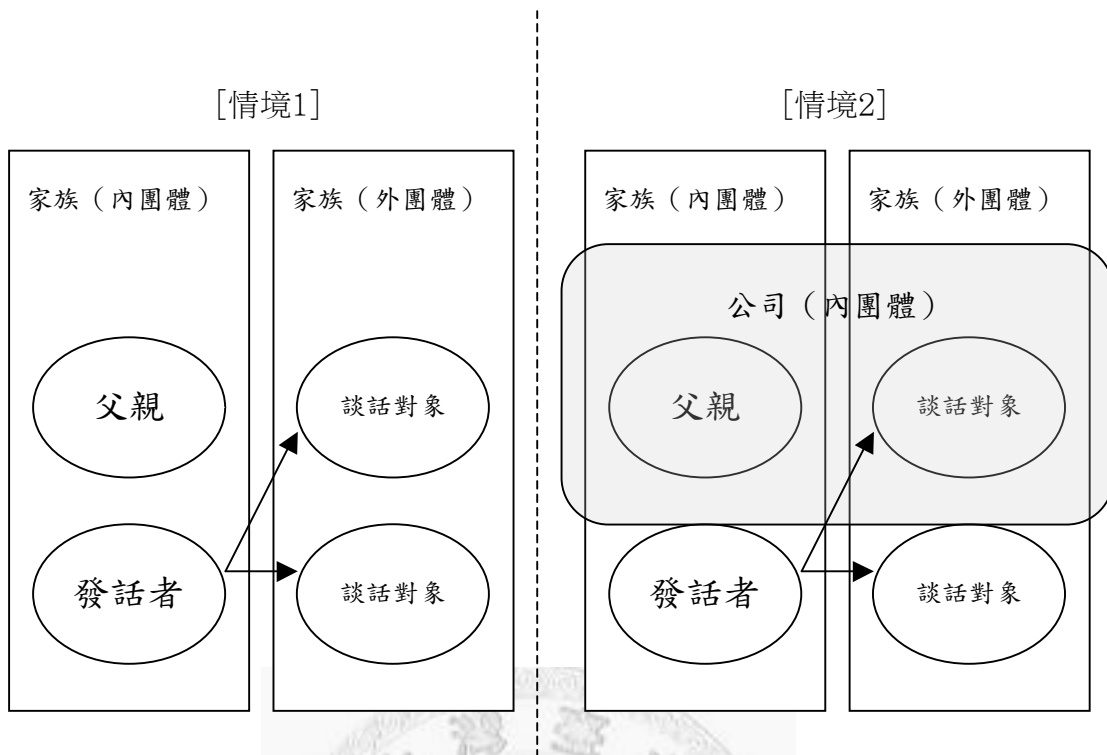 [情境1]
家族（內團體）
家族（外團體）
父親
談話對象
發話者
談話對象
[情境2]
家族（內團體）
家族（外團體）
公司（內團體）
父親
談話對象
發話者
談話對象